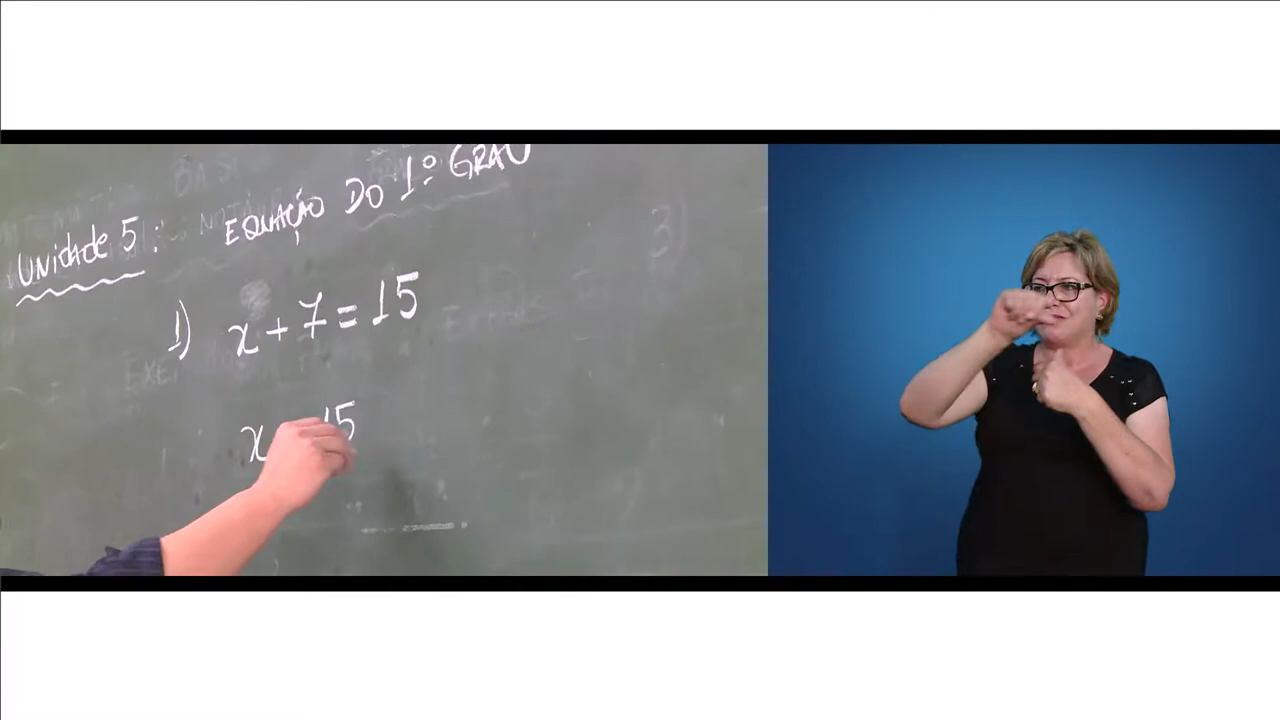 Unidade 5: EQUAÇÃO DO 1º GRAU
1) x + 7 = 15
x 15